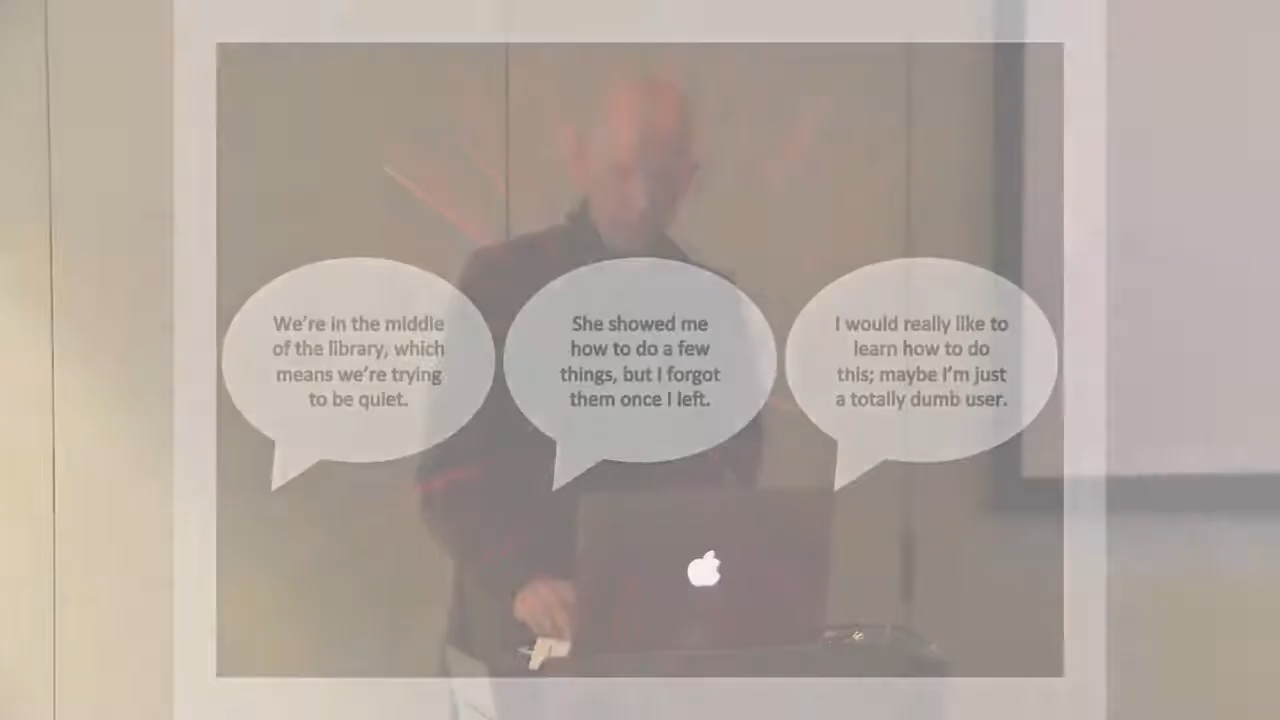 We're in the middle
of the library, which
means we're trying
to be quiet.
She showed me
how to do a few
things, but I forgot
them once I left.
I would really like to
learn how to do
this; maybe I'm just
a totally dumb user.